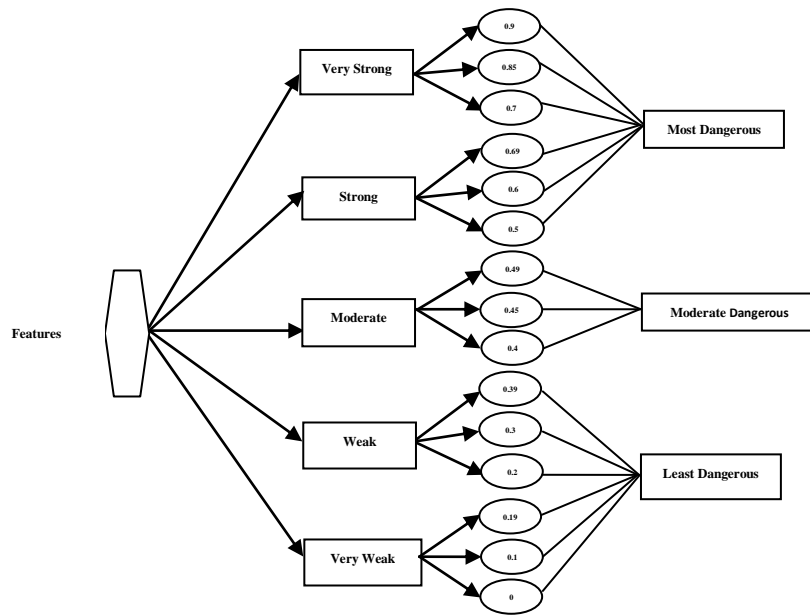 Features
Very Strong
Strong
Moderate
Weak
Very Weak
0.9
0.85
0.7
0.69
0.6
0.5
0.49
0.45
0.4
0.39
0.3
0.2
0.19
0.1
0
Most Dangerous
Moderate Dangerous
Least Dangerous